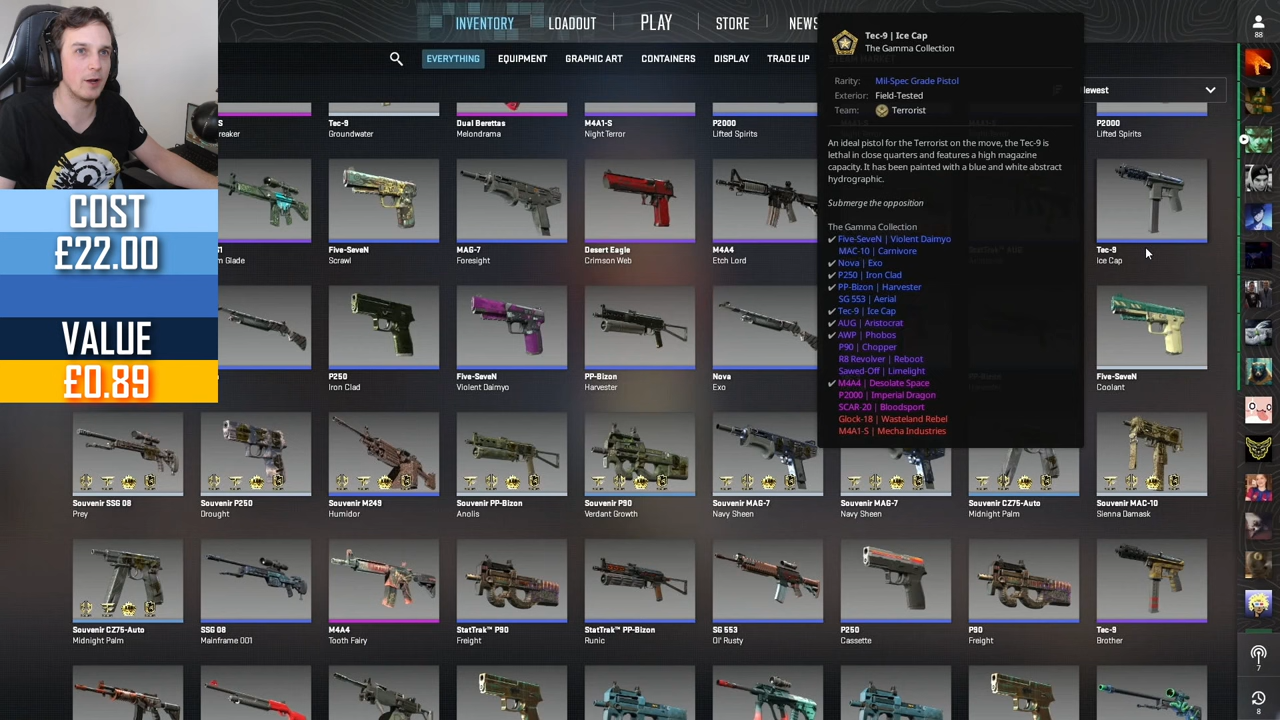 INVENTORY
LOADOUT
PLAY
STORE
NEWS
88
EVERYTHING
EQUIPMENT
GRAPHIC ART
CONTAINERS
DISPLAY
TRADE UP
Tec-9 | Ice Cap
The Gamma Collection
Rarity: Mil-Spec Grade Pistol
Exterior: Field-Tested
Team: Terrorist
An ideal pistol for the Terrorist on the move, the Tec-9 is
lethal in close quarters and features a high magazine
capacity. It has been painted with a blue and white abstract
hydrographic.
Submerge the opposition
The Gamma Collection
✔ Five-SeveN | Violent Daimyo
MAC-10 | Carnivore
✔ Nova | Exo
✔ P250 | Iron Clad
✔ PP-Bizon | Harvester
SG 553 | Aerial
✔ Tec-9 | Ice Cap
✔ AUG | Aristocrat
✔ AWP | Phobos
P90 | Chopper
R8 Revolver | Reboot
Sawed-Off | Limelight
✔ M4A4 | Desolate Space
P2000 | Imperial Dragon
SCAR-20 | Bloodsport
Glock-18 | Wasteland Rebel
M4A1-S | Mecha Industries
ewest
COST
£22.00
VALUE
£0.89
S
reaker
Tec-9
Groundwater
Dual Berettas
Melondrama
M4A1-S
Night Terror
P2000
Lifted Spirits
P2000
Lifted Spirits
m Glade
Five-SeveN
Scrawl
MAG-7
Foresight
Desert Eagle
Crimson Web
M4A4
Etch Lord
Tec-9
Ice Cap
P250
Iron Clad
Five-SeveN
Violent Daimyo
PP-Bizon
Harvester
Nova
Exo
Five-SeveN
Coolant
Souvenir SSG 08
Prey
Souvenir P250
Drought
Souvenir M249
Humidor
Souvenir PP-Bizon
Anolis
Souvenir P90
Verdant Growth
Souvenir MAG-7
Navy Sheen
Souvenir MAG-7
Navy Sheen
Souvenir CZ75-Auto
Midnight Palm
Souvenir MAC-10
Sienna Damask
Souvenir CZ75-Auto
Midnight Palm
SSG 08
Mainframe 001
M4A4
Tooth Fairy
StatTrak™ P90
Freight
StatTrak™ PP-Bizon
Runic
SG 553
Ol' Rusty
P250
Cassette
P90
Freight
Tec-9
Brother
7
8